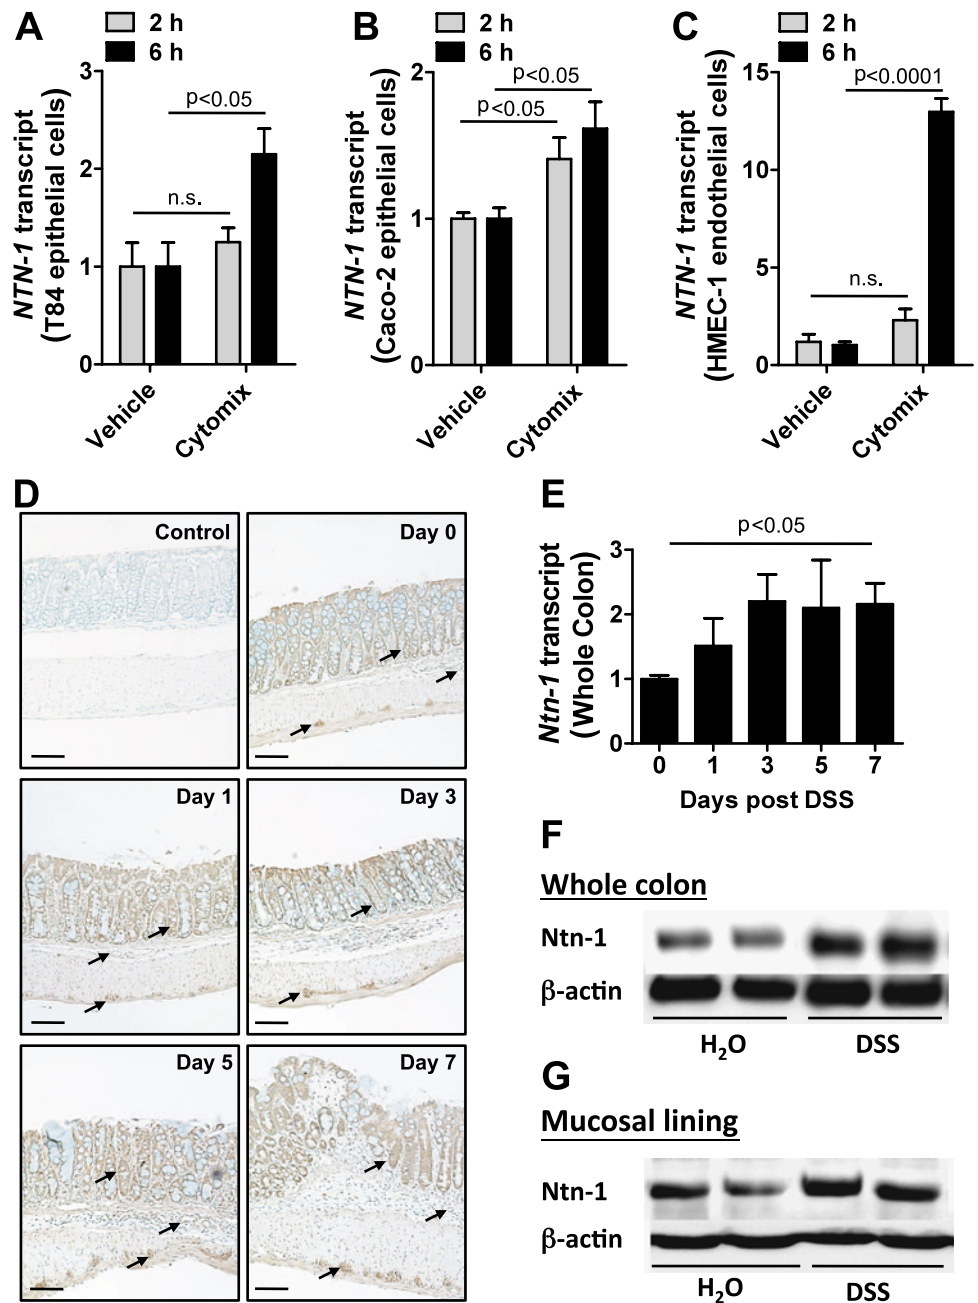 A
2 h
6 h
NTN-1 transcript
(T84 epithelial cells)
3
2
1
0
p<0.05
n.s.
Vehicle
Cytomix
B
2 h
6 h
NTN-1 transcript
(Caco-2 epithelial cells)
2
1
0
p<0.05
p<0.05
Vehicle
Cytomix
C
2 h
6 h
NTN-1 transcript
(HMEC-1 endothelial cells)
15
10
5
0
p<0.0001
n.s.
Vehicle
Cytomix
D
Control
Day 0
Day 1
Day 3
Day 5
Day 7
E
Ntn-1 transcript
(Whole Colon)
3
2
1
0
p<0.05
0 1 3 5 7
Days post DSS
F
Whole colon
Ntn-1
β-actin
H₂O DSS
G
Mucosal lining
Ntn-1
β-actin
H₂O DSS